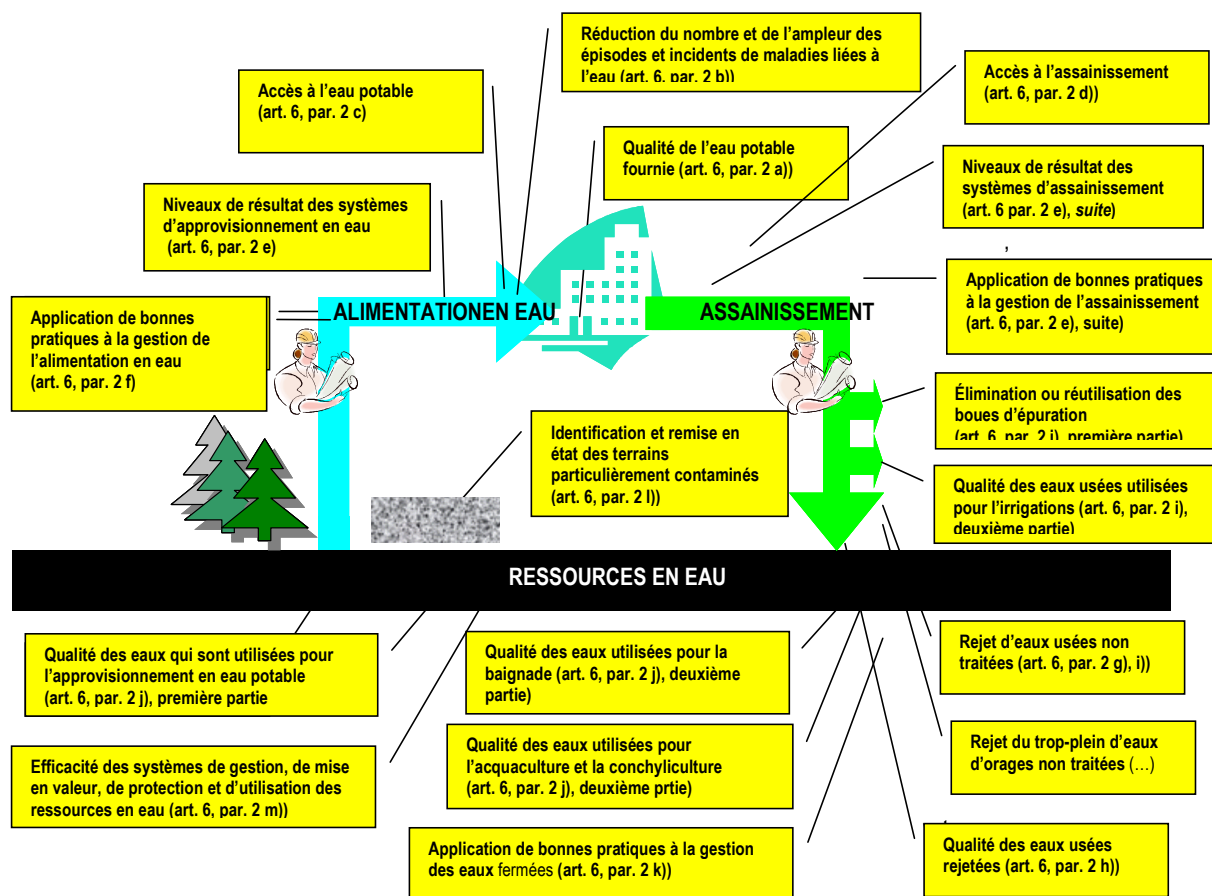 Réduction du nombre et de l'ampleur des
épisodes et incidents de maladies liées à
l'eau (art. 6, par. 2 b))
Accès à l'eau potable
(art. 6, par. 2 c)
Accès à l'assainissement
(art. 6, par. 2 d))
Qualité de l'eau potable
fournie (art. 6, par. 2 a))
Niveaux de résultat des systèmes
d'approvisionnement en eau
(art. 6, par. 2 e)
Niveaux de résultat des
systèmes d'assainissement
(art. 6 par. 2 e), suite)
,
Application de bonnes
pratiques à la gestion de
l'alimentation en eau
(art. 6, par. 2 f)
ALIMENTATIONEN EAU
ASSAINISSEMENT
Application de bonnes pratiques
à la gestion de l'assainissement
(art. 6, par. 2 e), suite)
Identification et remise en
état des terrains
particulièrement contaminés
(art. 6, par. 2 l))
Élimination ou réutilisation des
boues d'épuration
(art. 6, par. 2 i), première partie)
Qualité des eaux usées utilisées
pour l'irrigations (art. 6, par. 2 i),
deuxième partie)
RESSOURCES EN EAU
Qualité des eaux qui sont utilisées pour
l'approvisionnement en eau potable
(art. 6, par. 2 j), première partie
Qualité des eaux utilisées pour la
baignade (art. 6, par. 2 j), deuxième
partie)
Rejet d'eaux usées non
traitées (art. 6, par. 2 g), i))
Efficacité des systèmes de gestion, de mise
en valeur, de protection et d'utilisation des
ressources en eau (art. 6, par. 2 m))
Qualité des eaux utilisées pour
l'acquaculture et la conchyliculture
(art. 6, par. 2 j), deuxième prtie)
Rejet du trop-plein d'eaux
d'orages non traitées (…)
Application de bonnes pratiques à la gestion
des eaux fermées (art. 6, par. 2 k))
Qualité des eaux usées
rejetées (art. 6, par. 2 h))